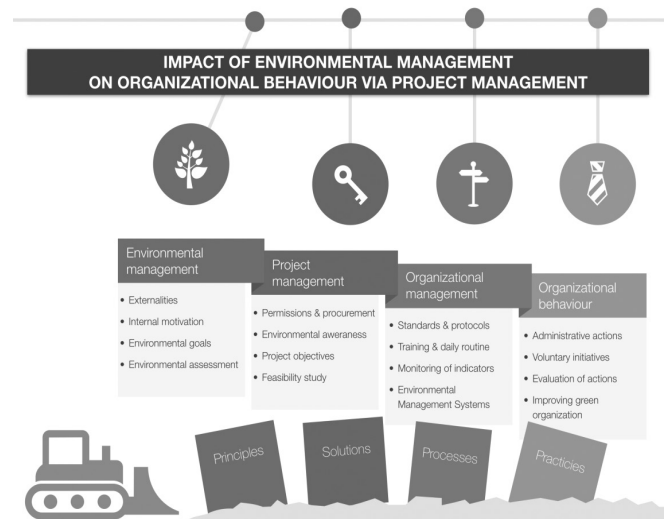 IMPACT OF ENVIRONMENTAL MANAGEMENT
ON ORGANIZATIONAL BEHAVIOUR VIA PROJECT MANAGEMENT
Environmental
management
• Externalities
• Internal motivation
• Environmental goals
• Environmental assessment
Project
management
• Permissions & procurement
• Environmental aweraness
• Project objectives
• Feasibility study
Organizational
management
• Standards & protocols
• Training & daily routine
• Monitoring of indicators
• Environmental
Management Systems
Organizational
behaviour
• Administrative actions
• Voluntary initiatives
• Evaluation of actions
• Improving green
organization
Principles
Solutions
Processes
Practicies